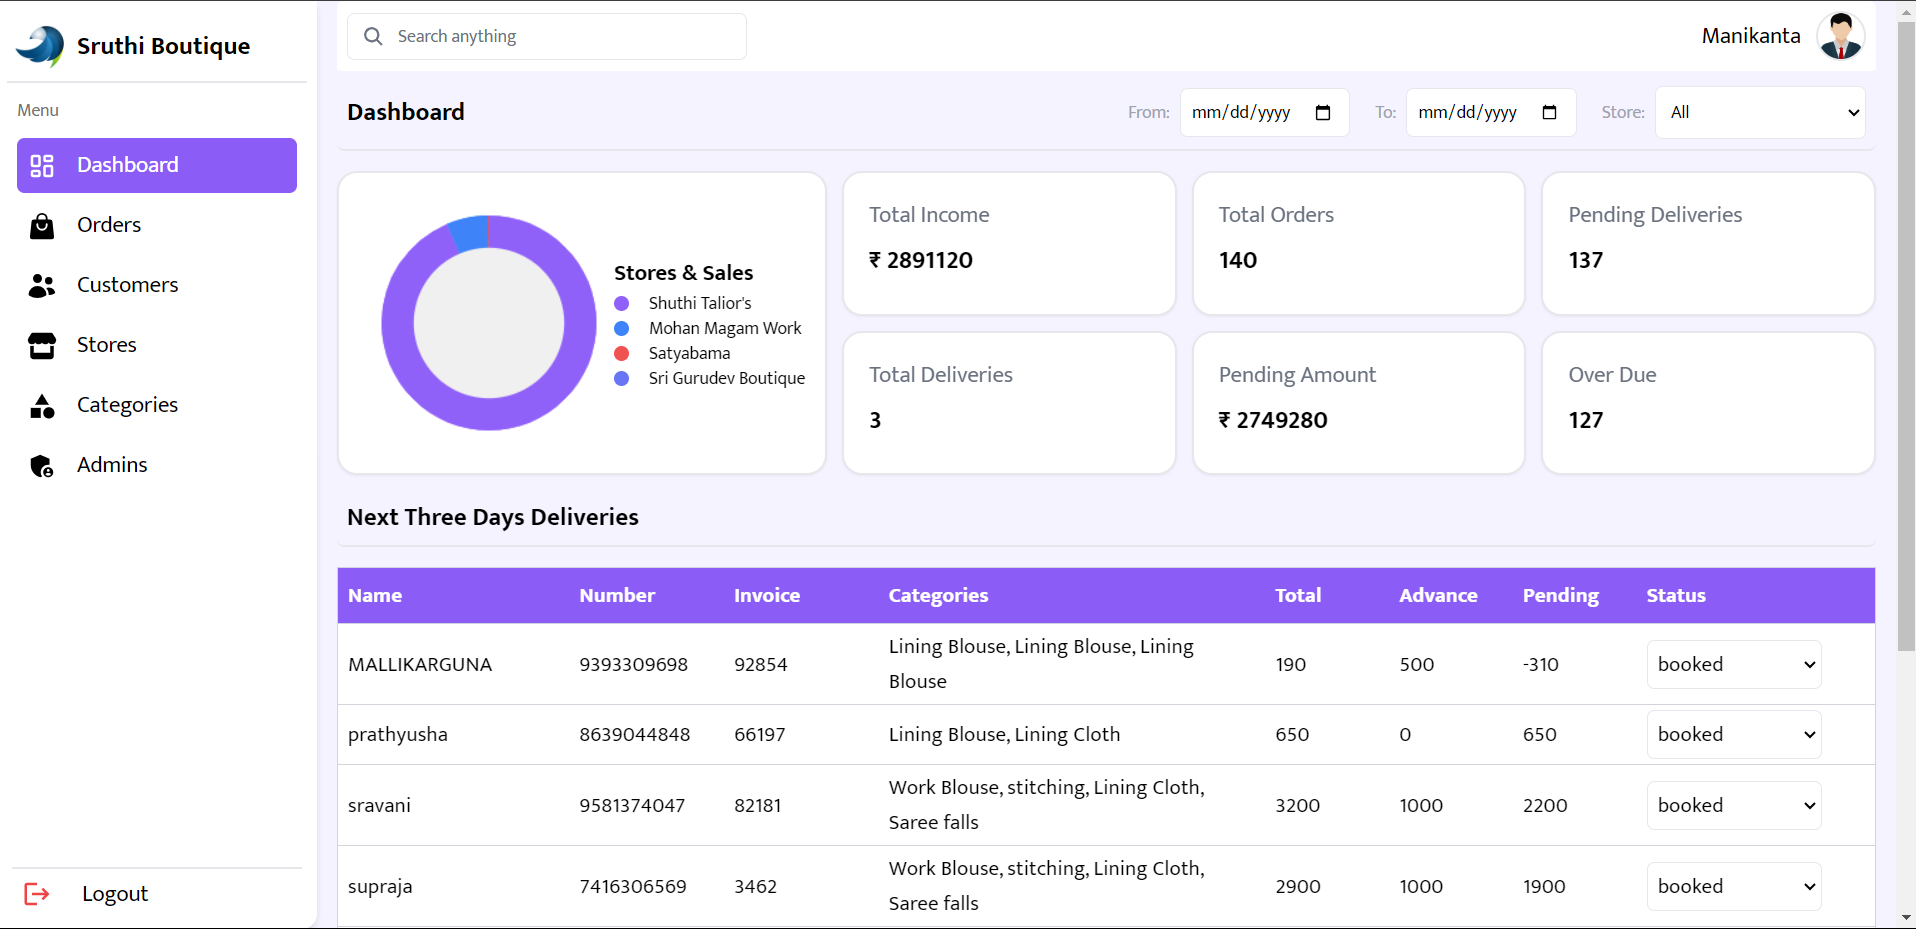 Sruthi Boutique
Menu
Dashboard
Orders
Customers
Stores
Categories
Admins
Logout
Search anything
Manikanta
Dashboard
From: mm/dd/yyyy To: mm/dd/yyyy Store: All
Stores & Sales
Shuthi Talior's
Mohan Magam Work
Satyabama
Sri Gurudev Boutique
Total Income
₹ 2891120
Total Orders
140
Pending Deliveries
137
Total Deliveries
3
Pending Amount
₹ 2749280
Over Due
127
Next Three Days Deliveries
Name Number Invoice Categories Total Advance Pending Status
MALLIKARGUNA 9393309698 92854 Lining Blouse, Lining Blouse, Lining
Blouse 190 500 -310 booked
prathyusha 8639044848 66197 Lining Blouse, Lining Cloth 650 0 650 booked
sravani 9581374047 82181 Work Blouse, stitching, Lining Cloth,
Saree falls 3200 1000 2200 booked
supraja 7416306569 3462 Work Blouse, stitching, Lining Cloth,
Saree falls 2900 1000 1900 booked